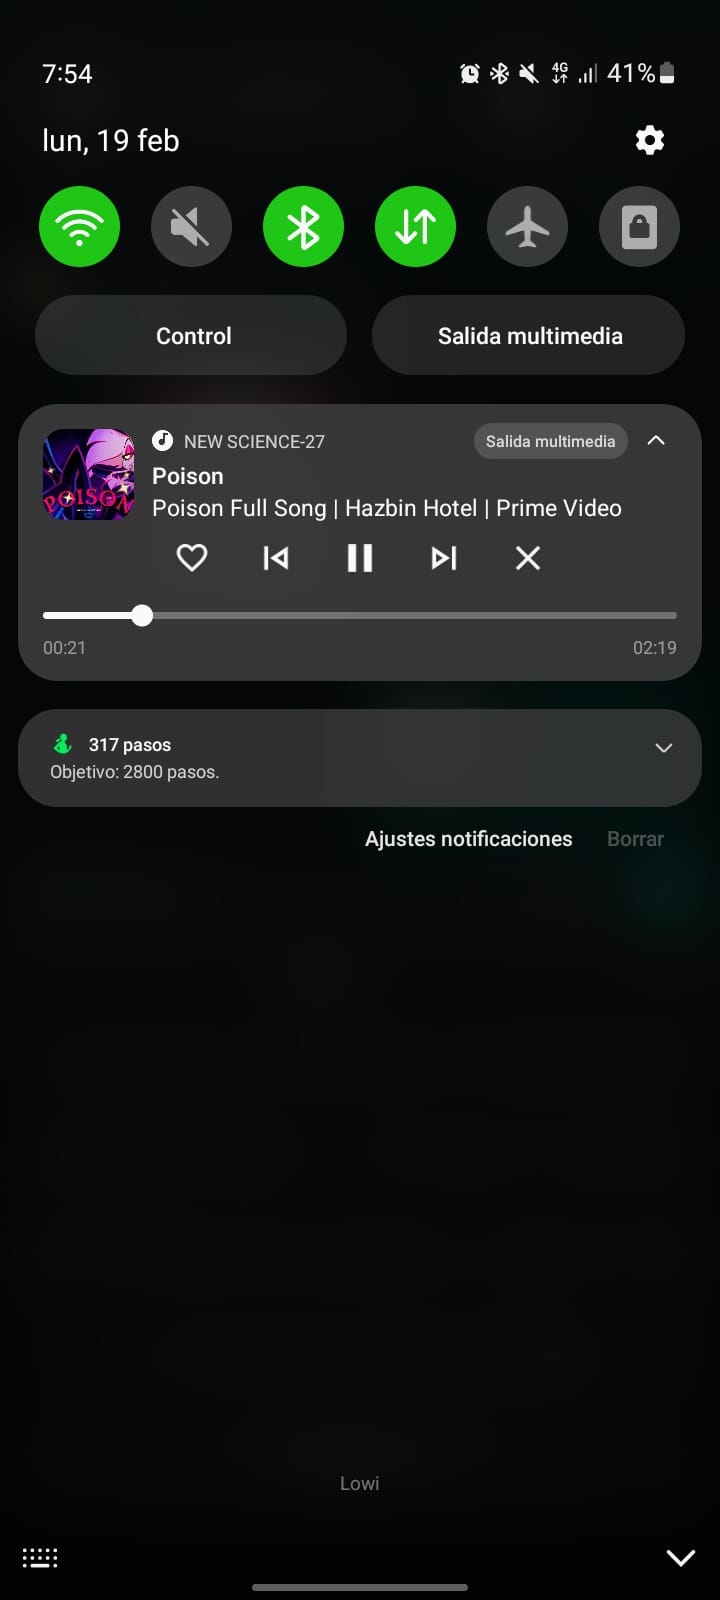 7:54
4G
41%
lun, 19 feb
Control
Salida multimedia
NEW SCIENCE-27
Salida multimedia
POISON
Poison
Poison Full Song | Hazbin Hotel | Prime Video
00:21
02:19
317 pasos
Objetivo: 2800 pasos.
Ajustes notificaciones
Borrar
Lowi